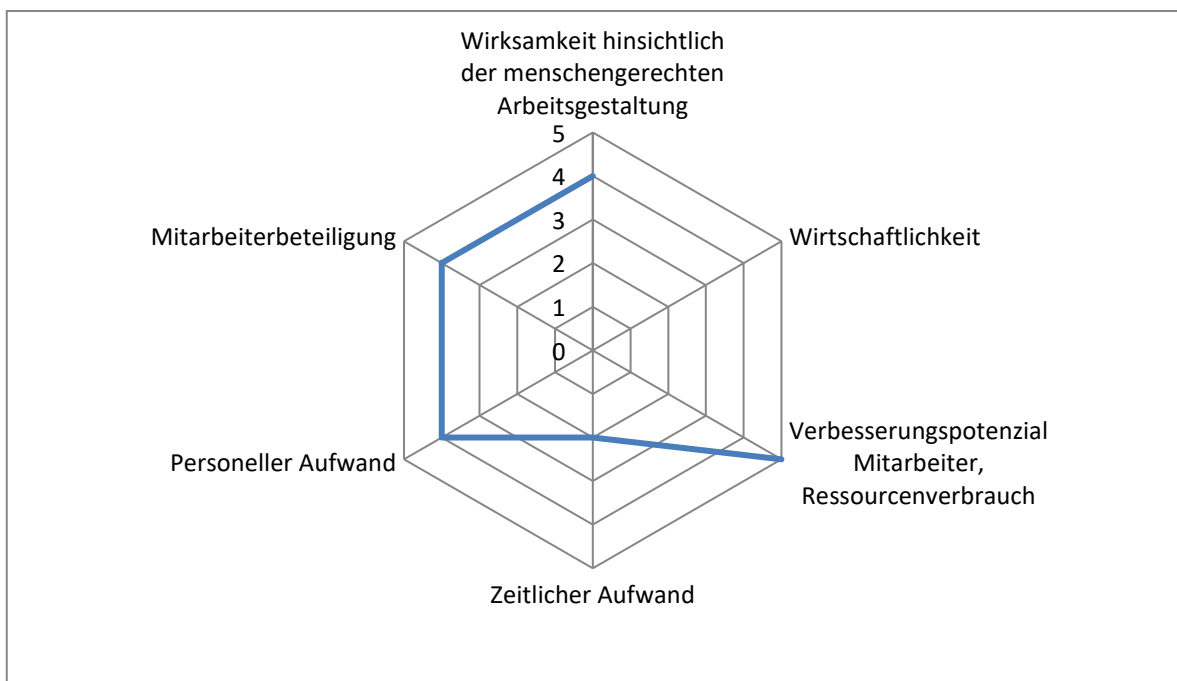 Wirksamkeit hinsichtlich
der menschengerechten
Arbeitsgestaltung
5
4
3
2
1
0
Mitarbeiterbeteiligung
Wirtschaftlichkeit
Verbesserungspotenzial
Mitarbeiter,
Ressourcenverbrauch
Personeller Aufwand
Zeitlicher Aufwand